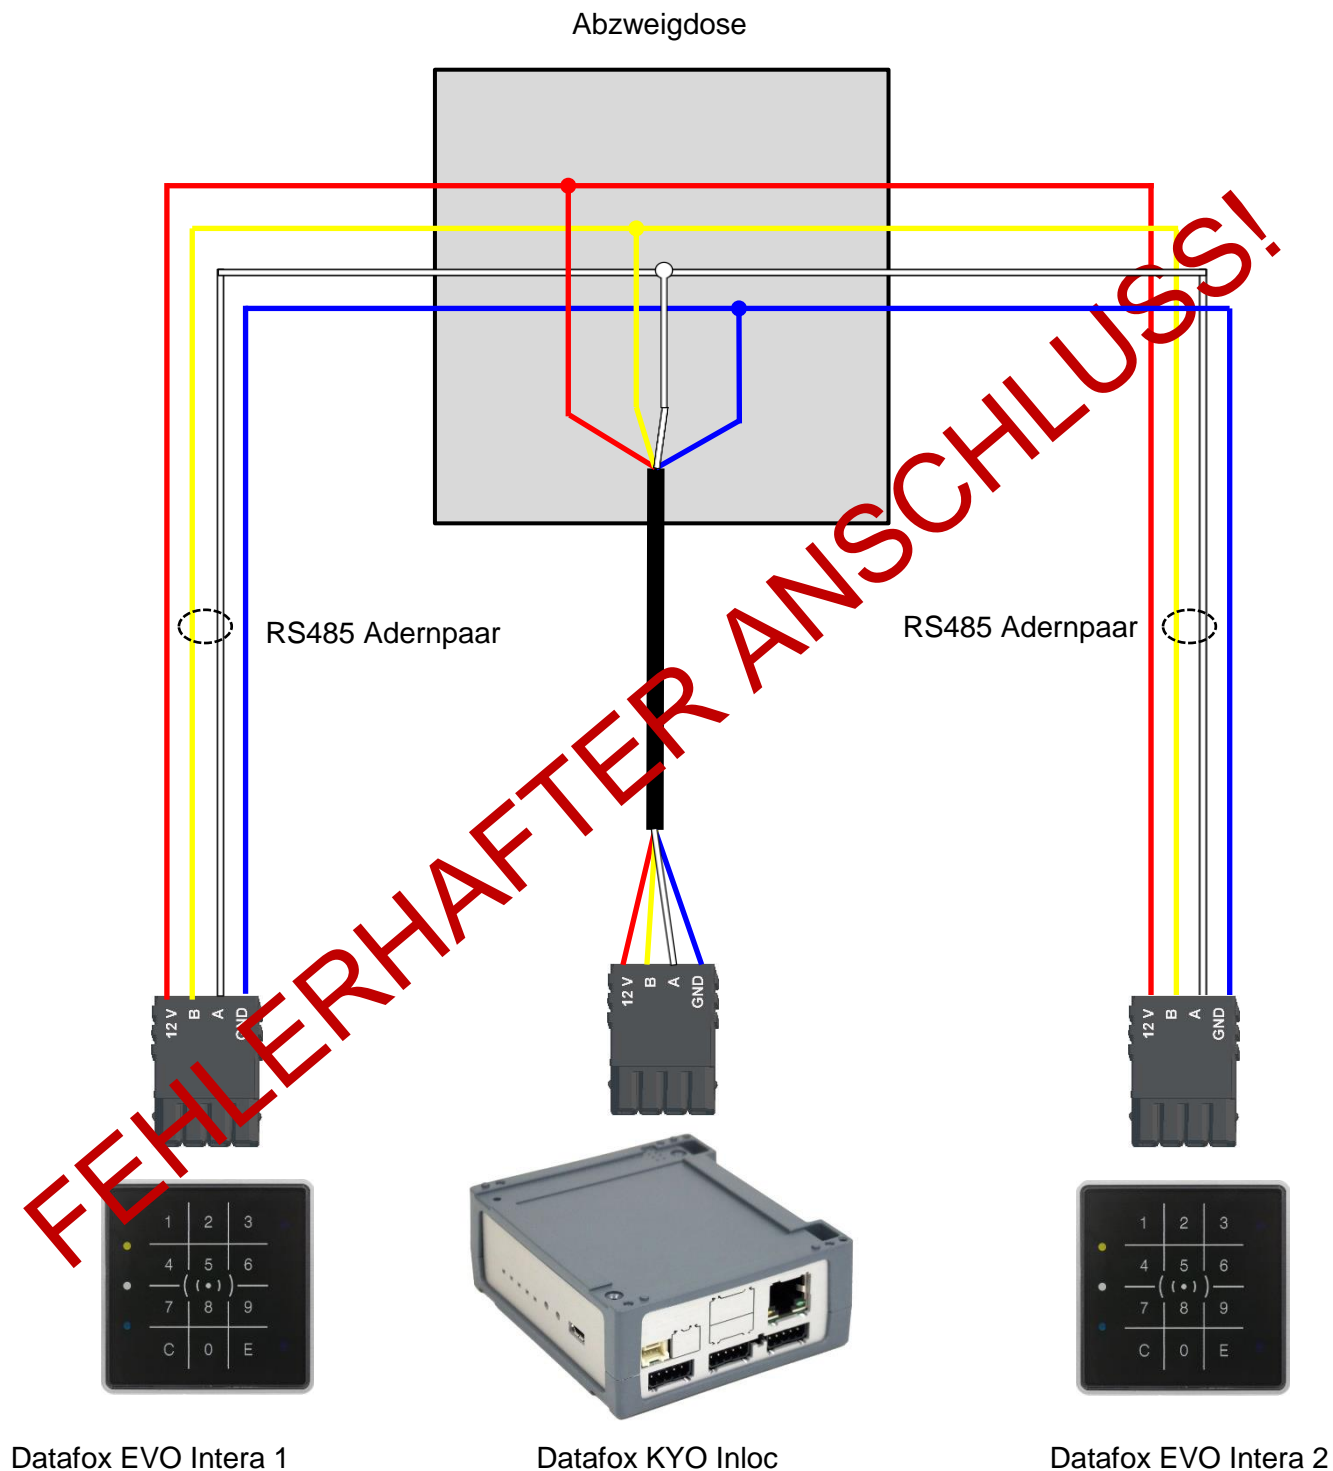 Abzweigdose
FEHLERHAFTER ANSCHLUSS!
RS485 Adernpaar
RS485 Adernpaar
12 V
B
A
GND
12 V
B
A
GND
12 V
B
A
GND
1 2 3
4 5 6
7 8 9
C 0 E
1 2 3
4 5 6
7 8 9
C 0 E
Datafox EVO Intera 1
Datafox KYO Inloc
Datafox EVO Intera 2